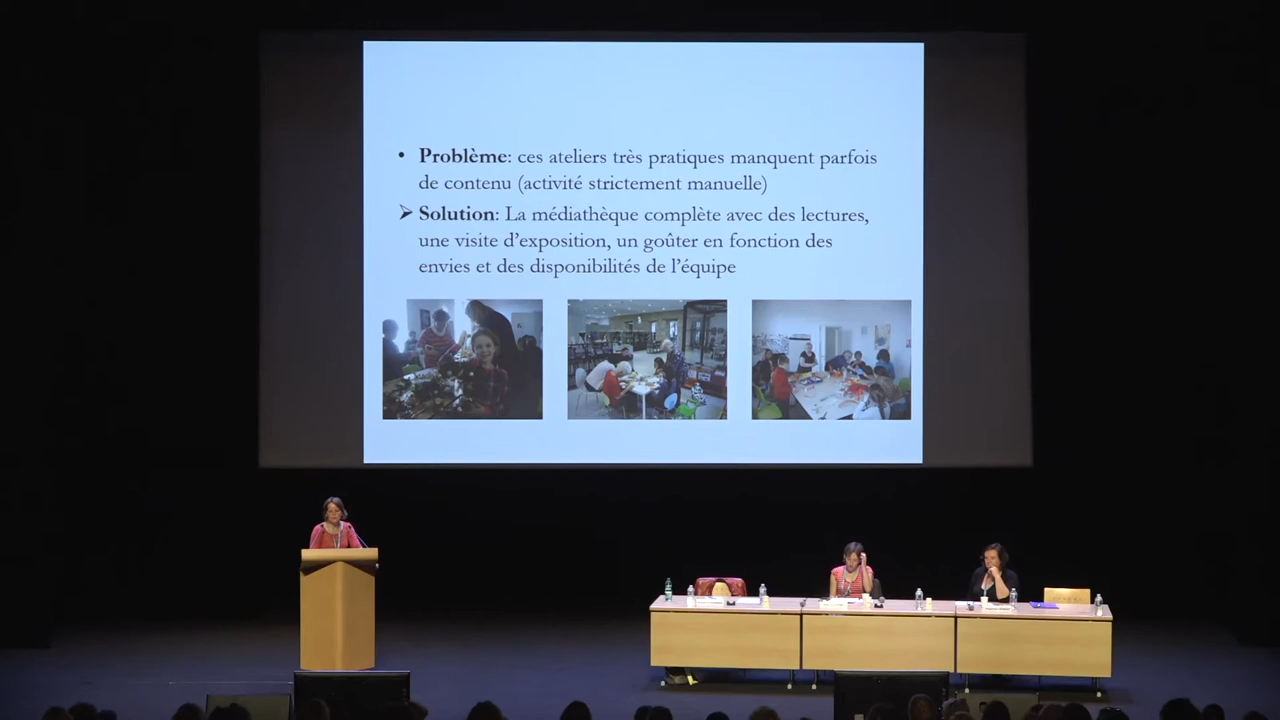 • Problème: ces ateliers très pratiques manquent parfois
de contenu (activité strictement manuelle)
➢ Solution: La médiathèque complète avec des lectures,
une visite d’exposition, un goûter en fonction des
envies et des disponibilités de l’équipe